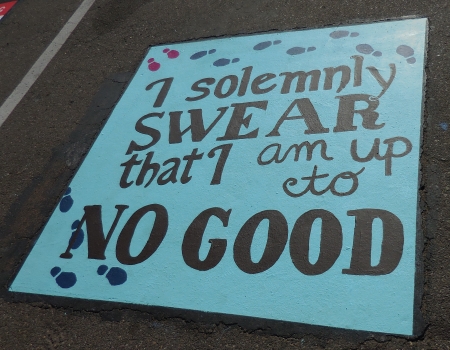 I solemnly
SWEAR
that I am up
to
NO GOOD